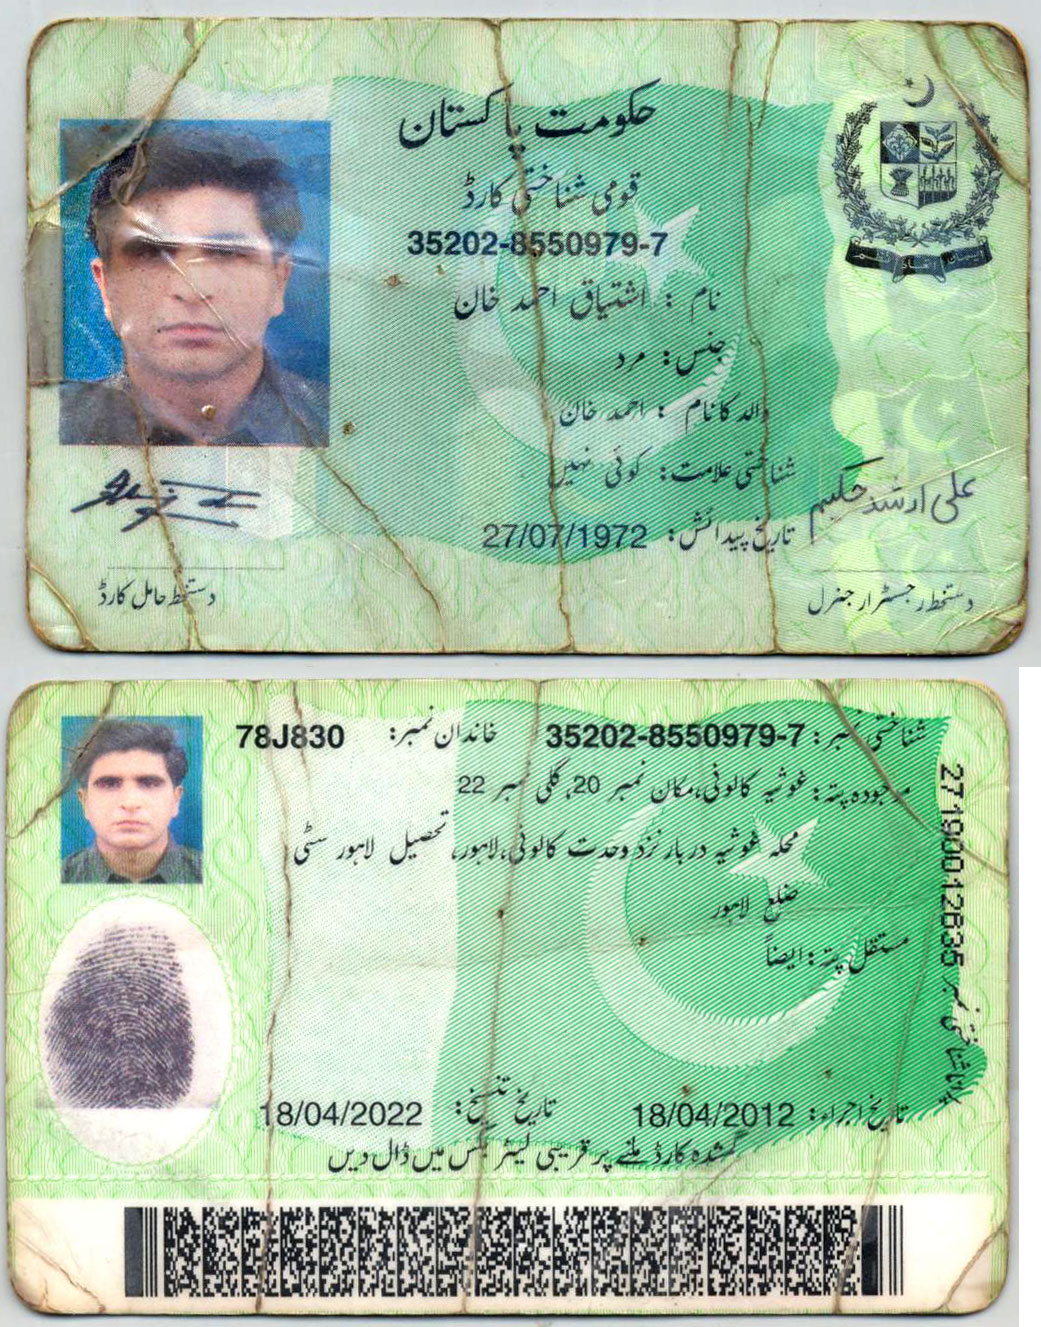 حکومت پاکستان
قومی شناختی کارڈ
35202-8550979-7
نام : اشتیاق احمد خان
جنس : مرد
والد کا نام : احمد خان
شناختی علامت: کوئی نہیں
تاریخ پیدائش: 27/07/1972
علی ارشد حکیم
دستخط حامل کارڈ
دستخط رجسٹرار جنرل
شناختی نمبر : 35202-8550979-7 خاندان نمبر: 78J830
موجودہ پتہ: غوثیہ کالونی،مکان نمبر 20، گلی نمبر 22
محلہ غوثیہ دربار نزد وحدت کالونی،لاہور، تحصیل لاہور سٹی
ضلع لاہور
مستقل پتہ : ایضاً
تاریخ اجراء: 18/04/2012 تاریخ تنسیخ: 18/04/2022
گمشدہ کارڈ ملنے پر قریبی لیٹر بکس میں ڈال دیں